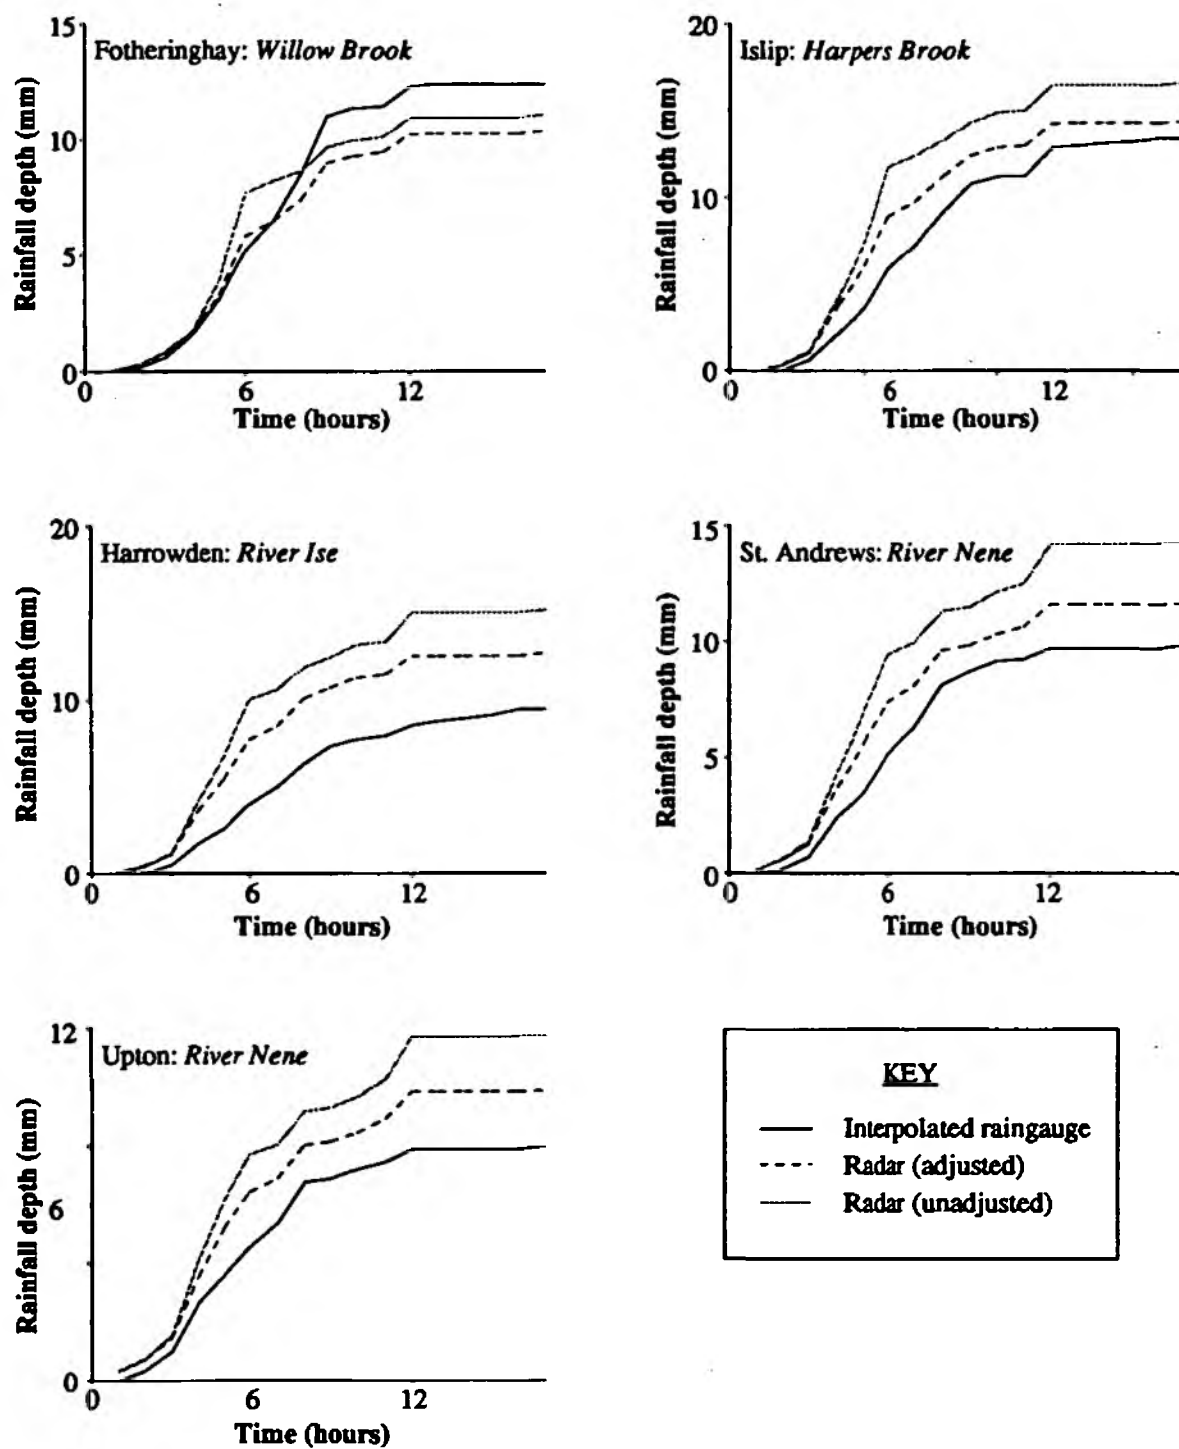 15
Fotheringhay: Willow Brook
10
5
0
0 6 12
Rainfall depth (mm)
Time (hours)
20
Islip: Harpers Brook
10
0
0 6 12
Rainfall depth (mm)
Time (hours)
20
Harrowden: River Ise
10
0
0 6 12
Rainfall depth (mm)
Time (hours)
15
St. Andrews: River Nene
10
5
0
0 6 12
Rainfall depth (mm)
Time (hours)
12
Upton: River Nene
6
0
0 6 12
Rainfall depth (mm)
Time (hours)
KEY
Interpolated raingauge
Radar (adjusted)
Radar (unadjusted)